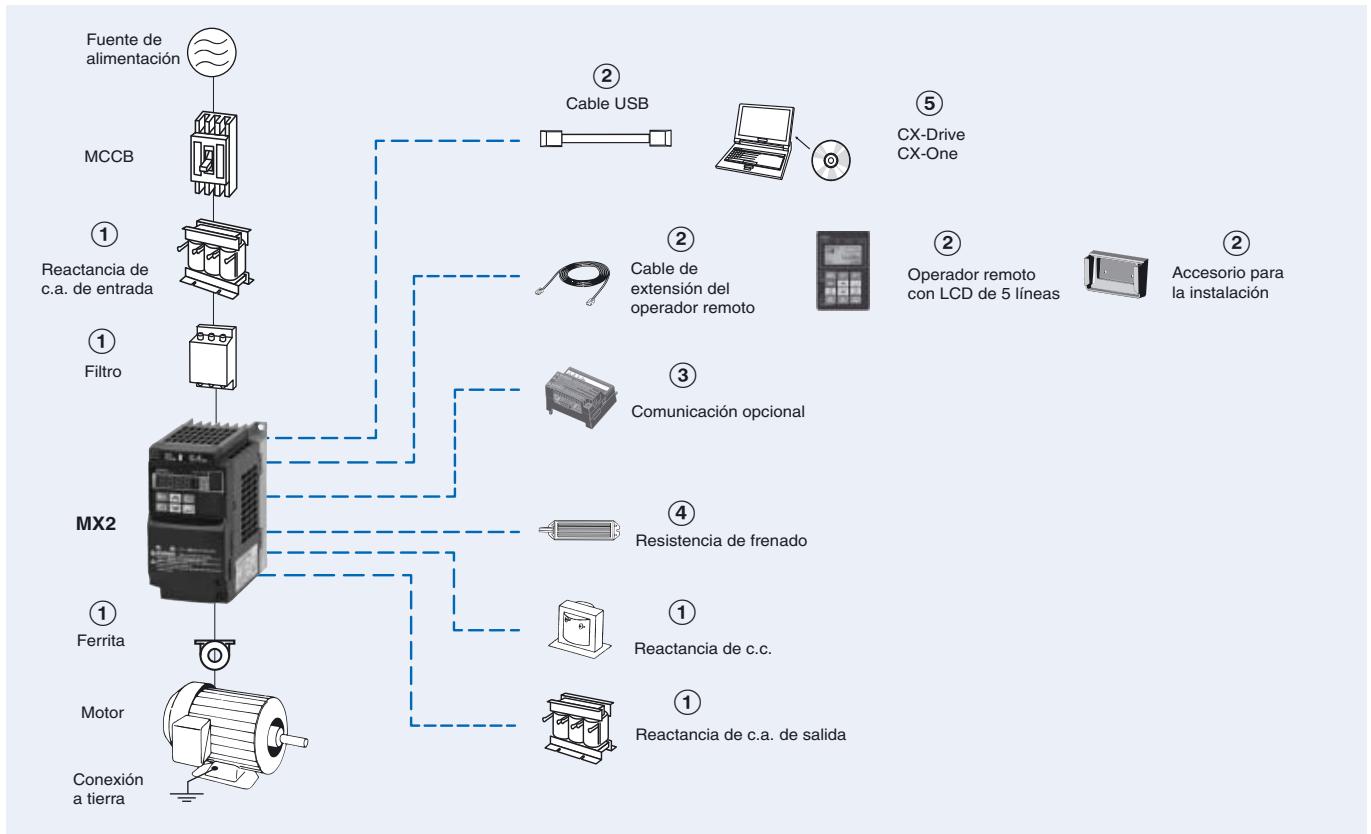 Fuente de
alimentación
MCCB
1
Reactancia de
c.a. de entrada
1
Filtro
MX2
1
Ferrita
Motor
Conexión
a tierra
2
Cable USB
5
CX-Drive
CX-One
2
Cable de
extensión del
operador remoto
2
Operador remoto
con LCD de 5 líneas
2
Accesorio para
la instalación
3
Comunicación opcional
4
Resistencia de frenado
1
Reactancia de c.c.
1
Reactancia de c.a. de salida